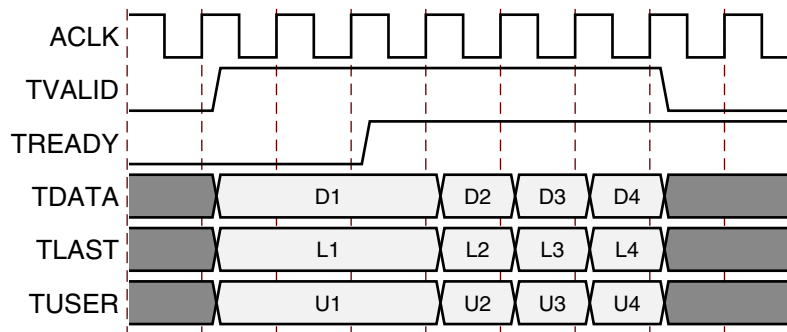 ACLK
TVALID
TREADY
TDATA D1 D2 D3 D4
TLAST L1 L2 L3 L4
TUSER U1 U2 U3 U4